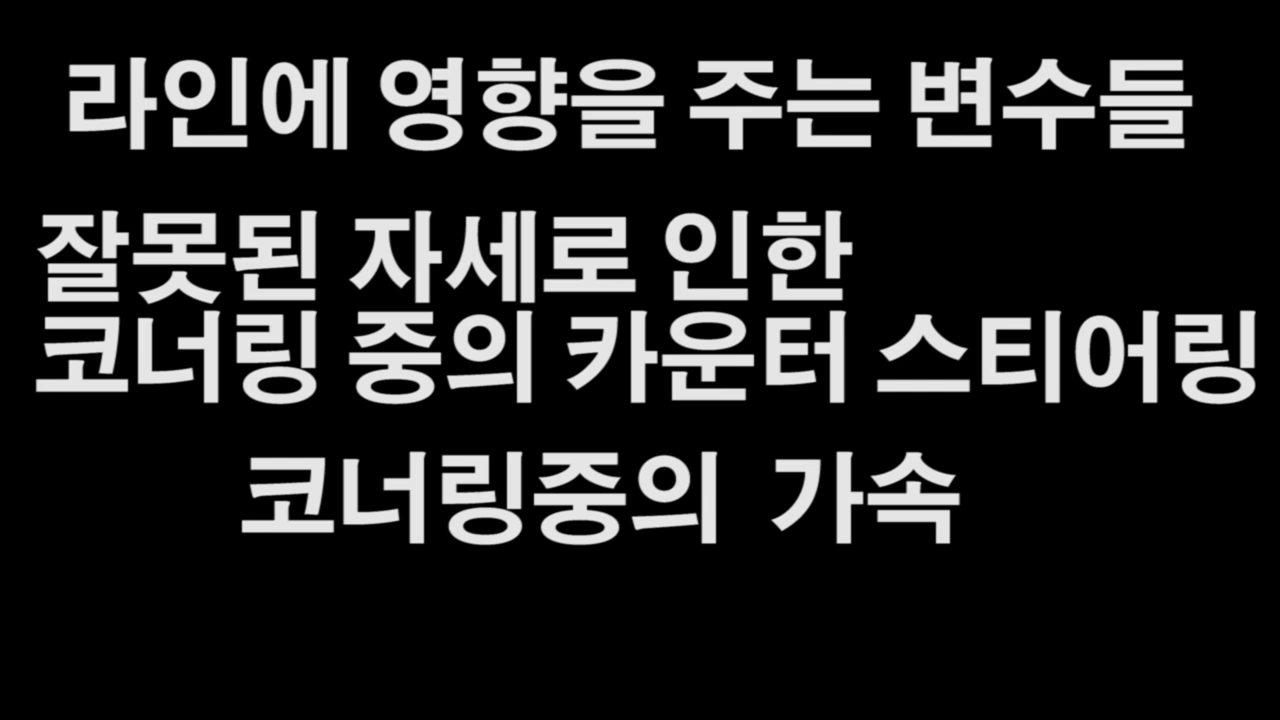 라인에 영향을 주는 변수들
잘못된 자세로 인한
코너링 중의 카운터 스티어링
코너링중의 가속